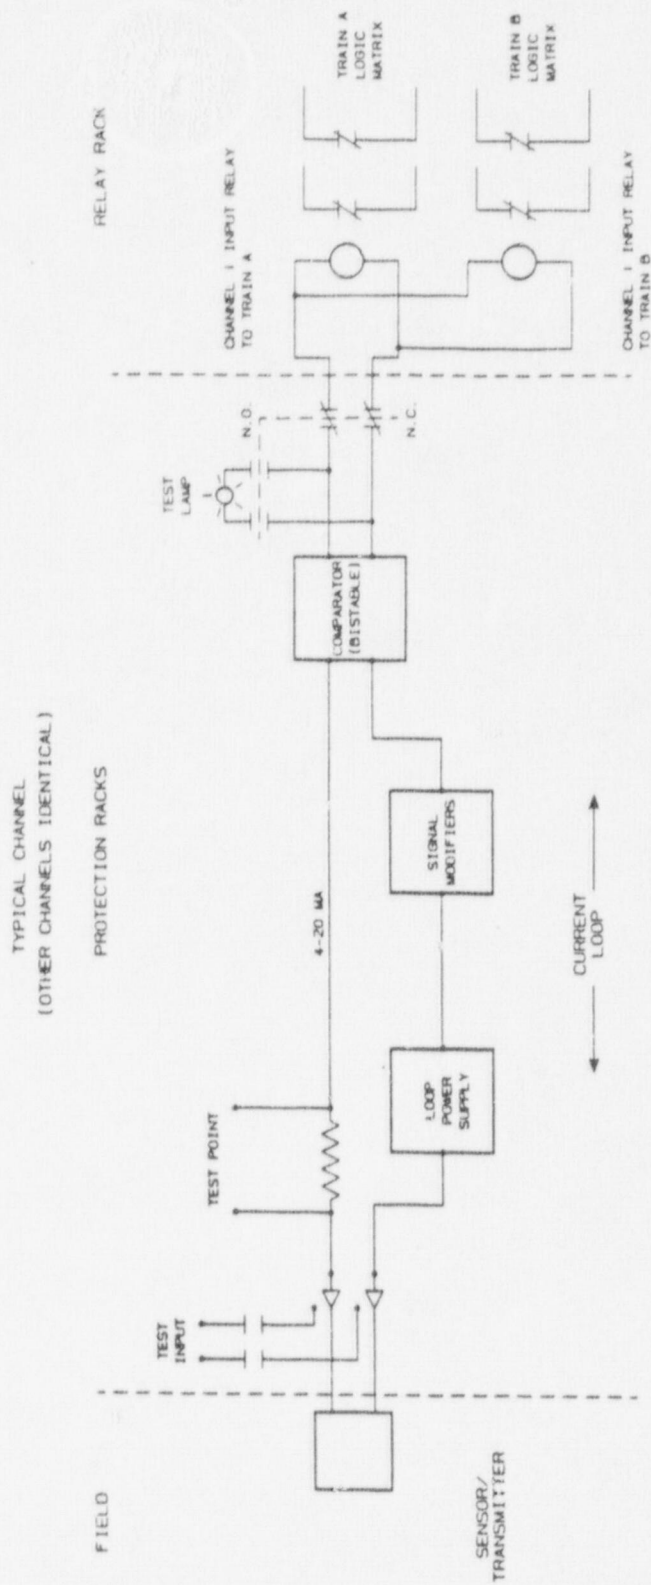 TYPICAL CHANNEL
(OTHER CHANNELS IDENTICAL)
FIELD
PROTECTION RACKS
RELAY RACK
TEST
INPUT
TEST POINT
TEST
LAMP
N.O.
N.C.
CHANNEL 1 INPUT RELAY
TO TRAIN A
TRAIN A
LOGIC
MATRIX
4-20 MA
COMPARATOR
(BISTABLE)
LOOP
POWER
SUPPLY
SIGNAL
MODIFIERS
CURRENT
LOOP
SENSOR/
TRANSMITTER
CHANNEL 1 INPUT RELAY
TO TRAIN B
TRAIN B
LOGIC
MATRIX